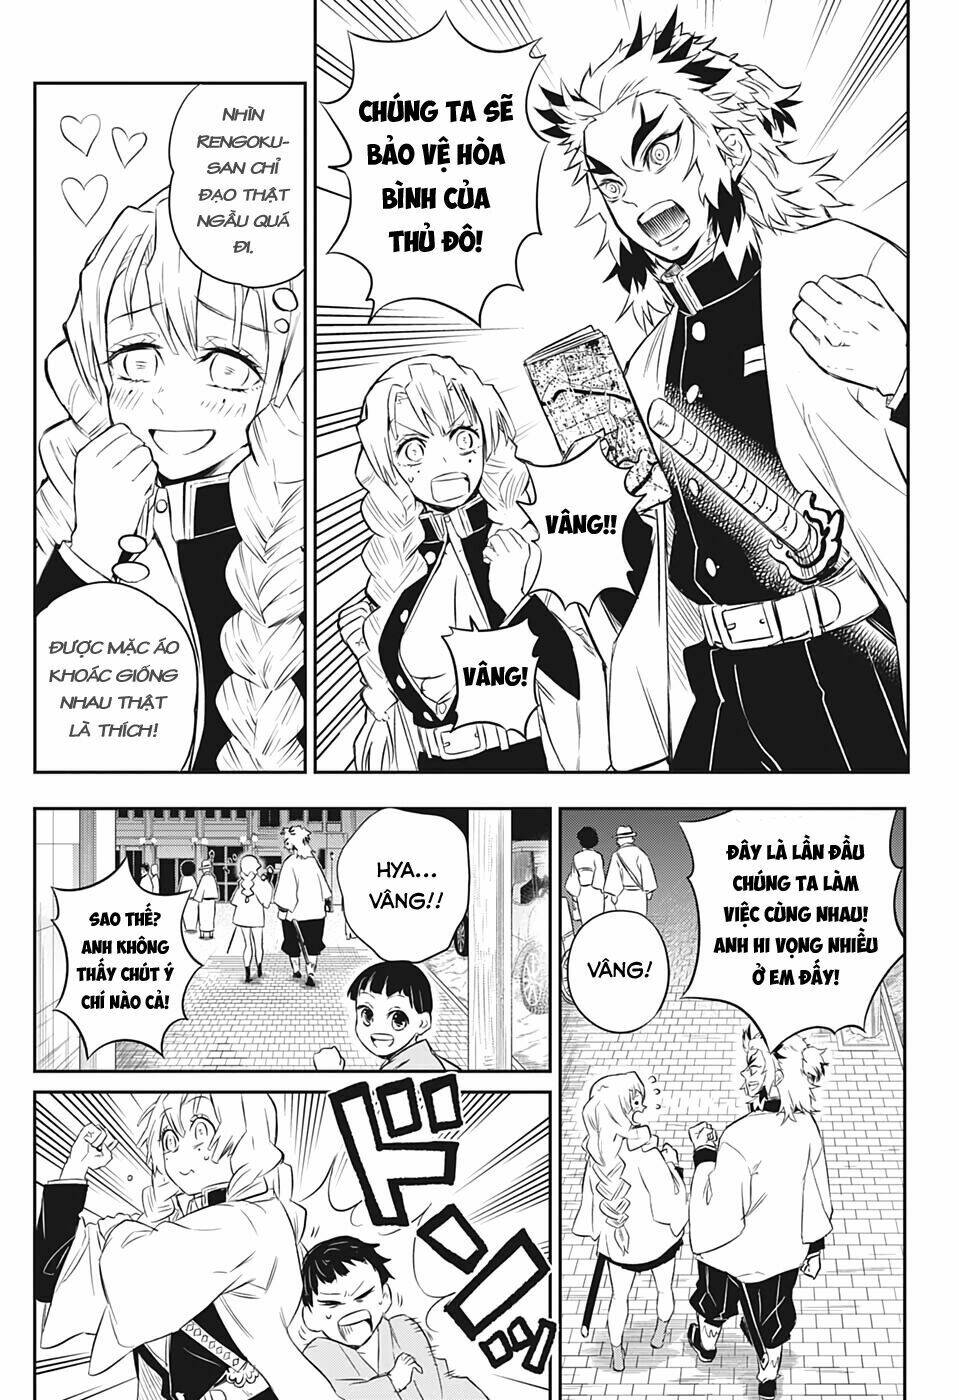 CHÚNG TA SẼ
BẢO VỆ HÒA
BÌNH CỦA
THỦ ĐÔ!
VÂNG!!
VÂNG!
NHÌN
RENGOKU-
SAN CHỈ
ĐẠO THẬT
NGẦU QUÁ
ĐI.
ĐƯỢC MẶC ÁO
KHOÁC GIỐNG
NHAU THẬT
LÀ THÍCH!
ĐÂY LÀ LẦN ĐẦU
CHÚNG TA LÀM
VIỆC CÙNG NHAU!
ANH HI VỌNG NHIỀU
Ở EM ĐẤY!
VÂNG!
HYA...
VÂNG!!
SAO THẾ?
ANH KHÔNG
THẤY CHÚT Ý
CHÍ NÀO CẢ!
ドンッ